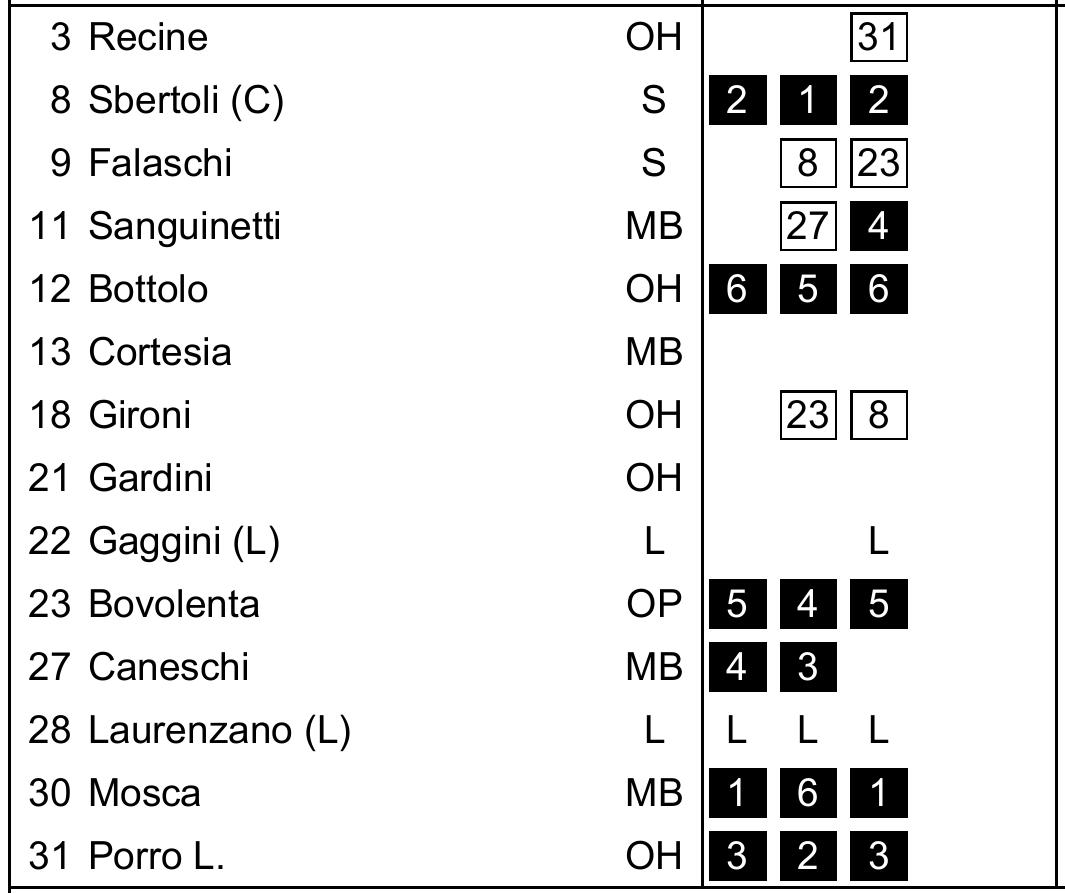 3 Recine OH 31
8 Sbertoli (C) S 2 1 2
9 Falaschi S 8 23
11 Sanguinetti MB 27 4
12 Bottolo OH 6 5 6
13 Cortesia MB
18 Gironi OH 23 8
21 Gardini OH
22 Gaggini (L) L L
23 Bovolenta OP 5 4 5
27 Caneschi MB 4 3
28 Laurenzano (L) L L L L
30 Mosca MB 1 6 1
31 Porro L. OH 3 2 3